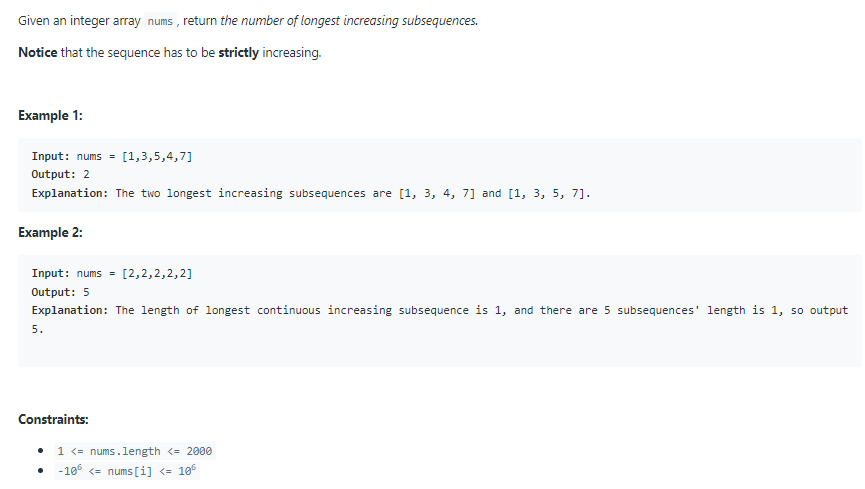 Given an integer array nums , return the number of longest increasing subsequences.
Notice that the sequence has to be strictly increasing.
Example 1:
Input: nums = [1,3,5,4,7]
Output: 2
Explanation: The two longest increasing subsequences are [1, 3, 4, 7] and [1, 3, 5, 7].
Example 2:
Input: nums = [2,2,2,2,2]
Output: 5
Explanation: The length of longest continuous increasing subsequence is 1, and there are 5 subsequences' length is 1, so output
5.
Constraints:
• 1 <= nums.length <= 2000
• -10⁶ <= nums[i] <= 10⁶